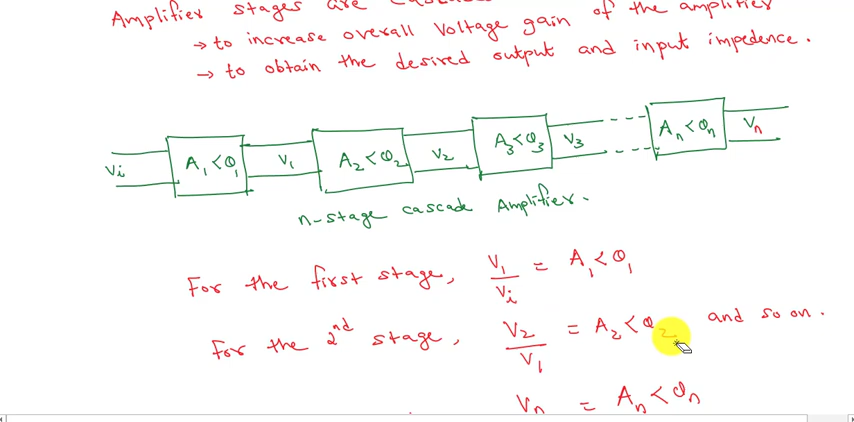 Amplifier stages are
→ to increase overall Voltage gain of the amplifier
→ to obtain the desired output and input impedence.
Vi A₁<θ₁ V₁ A₂<θ₂ V₂ A₃<θ₃ V₃ Aₙ<θₙ Vₙ
n-stage cascade Amplifier.
For the first stage, V₁/Vi = A₁<θ₁
For the 2nd stage, V₂/V₁ = A₂<θ₂ and so on.
Vₙ = Aₙ<θₙ